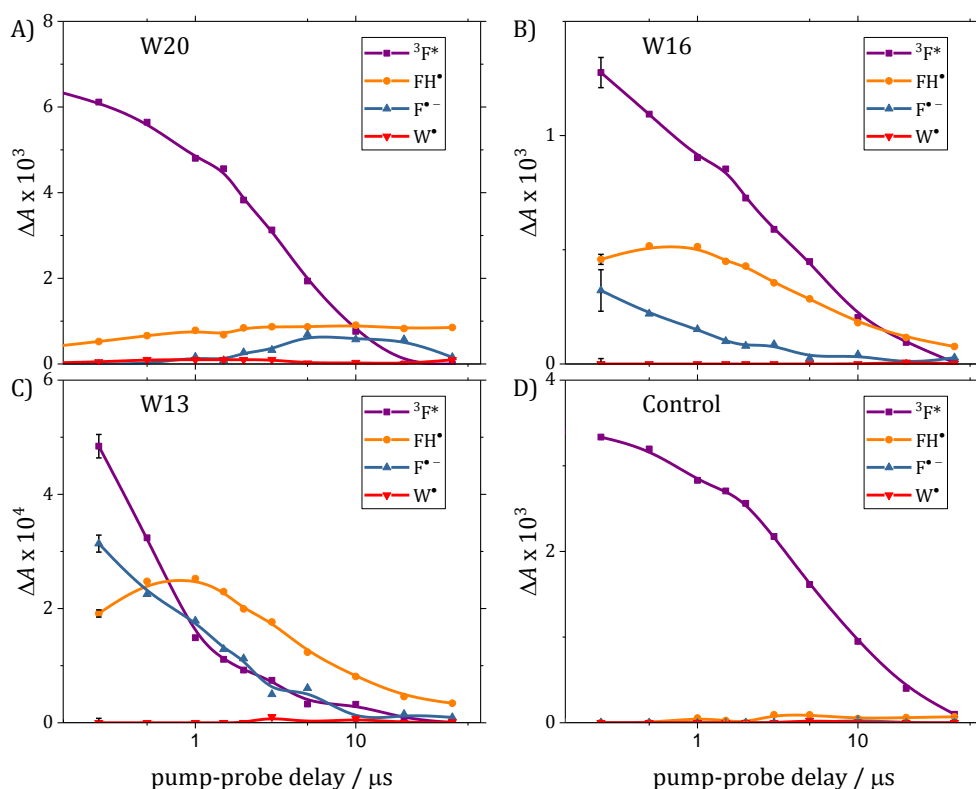 A)
W20
³F*
FH•
F•−
W•
8
6
4
2
0
ΔA x 10³
B)
W16
³F*
FH•
F•−
W•
1
0
ΔA x 10³
C)
W13
³F*
FH•
F•−
W•
6
4
2
0
ΔA x 10⁴
1
10
pump-probe delay / μs
D)
Control
³F*
FH•
F•−
W•
4
2
0
ΔA x 10³
1
10
pump-probe delay / μs